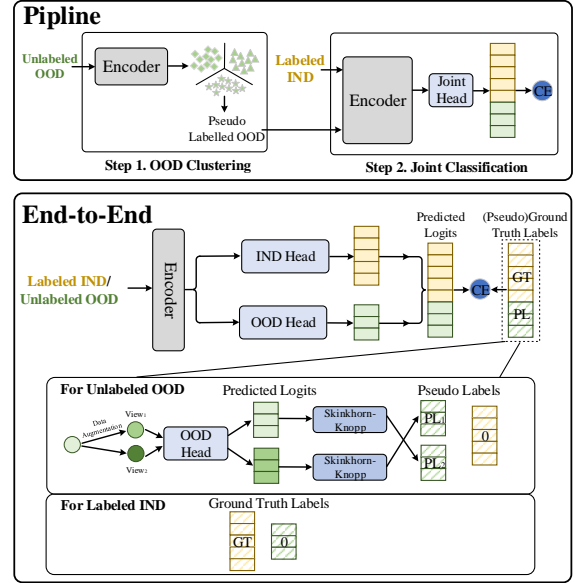 Pipline
Unlabeled
OOD
Encoder
Pseudo
Labelled OOD
Step 1. OOD Clustering
Labeled
IND
Encoder
Joint
Head
CE
Step 2. Joint Classification
End-to-End
Labeled IND/
Unlabeled OOD
Encoder
IND Head
OOD Head
Predicted
Logits
CE
(Pseudo)Ground
Truth Labels
GT
PL
For Unlabeled OOD
Predicted Logits
Pseudo Labels
Data
Augmentation
View1
View2
OOD
Head
Skinkhorn-
Knopp
Skinkhorn-
Knopp
PL1
PL2
0
For Labeled IND
Ground Truth Labels
GT
0